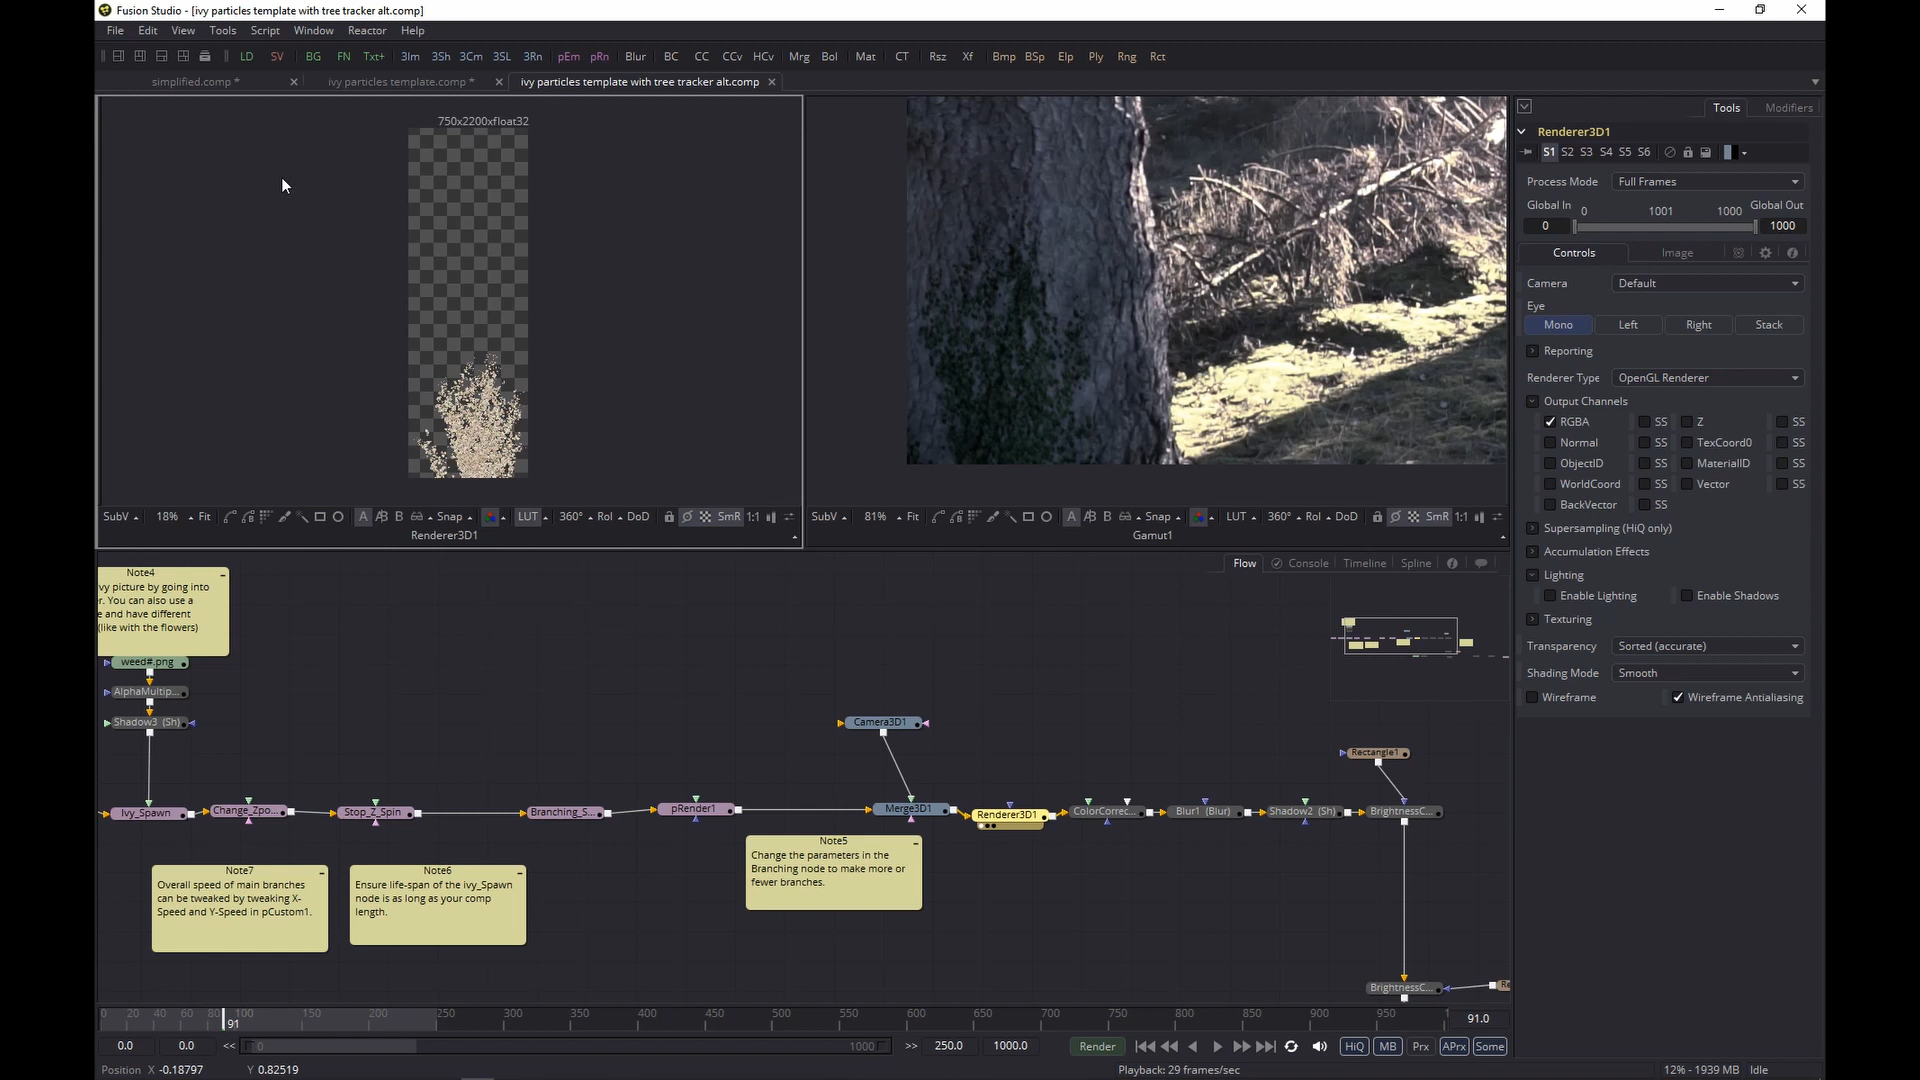 Fusion Studio - [ivy particles template with tree tracker alt.comp]
File Edit View Tools Script Window Reactor Help
LD SV BG FN Txt+ 3Im 3Sh 3Cm 3SL 3Rn pEm pRn Blur BC CC CCv HCv Mrg Bol Mat CT Rsz Xf Bmp BSp Elp Ply Rng Rct
simplified.comp * ivy particles template.comp * ivy particles template with tree tracker alt.comp
750x2200xfloat32
SubV 18% Fit A A|B B Snap LUT 360° RoI DoD SmR 1:1
Renderer3D1
SubV 81% Fit A A|B B Snap LUT 360° RoI DoD SmR 1:1
Gamut1
Tools Modifiers
Renderer3D1
S1 S2 S3 S4 S5 S6
Process Mode Full Frames
Global In 0 1001 1000 Global Out
0 1000
Controls Image
Camera Default
Eye
Mono Left Right Stack
Reporting
Renderer Type OpenGL Renderer
Output Channels
RGBA SS Z SS
Normal SS TexCoord0 SS
ObjectID SS MaterialID SS
WorldCoord SS Vector SS
BackVector SS
Supersampling (HiQ only)
Accumulation Effects
Lighting
Enable Lighting Enable Shadows
Texturing
Transparency Sorted (accurate)
Shading Mode Smooth
Wireframe Wireframe Antialiasing
Flow Console Timeline Spline
Note4
vy picture by going into
r. You can also use a
e and have different
(like with the flowers)
weed#.png
AlphaMultip...
Shadow3 (Sh)
Camera3D1
Rectangle1
Ivy_Spawn Change_Zpo... Stop_Z_Spin Branching_S... pRender1 Merge3D1 Renderer3D1 ColorCorrec... Blur1 (Blur) Shadow2 (Sh) BrightnessC...
Note7
Overall speed of main branches
can be tweaked by tweaking X-
Speed and Y-Speed in pCustom1.
Note6
Ensure life-span of the ivy_Spawn
node is as long as your comp
length.
Note5
Change the parameters in the
Branching node to make more or
fewer branches.
BrightnessC... Re
0 20 40 60 80 100 150 200 250 300 350 400 450 500 550 600 650 700 750 800 850 900 950 1
91
91.0
0.0 0.0 << 0 1000 >> 250.0 1000.0 Render HiQ MB Prx APrx Some
Position X -0.18797 Y 0.82519 Playback: 29 frames/sec 12% - 1939 MB Idle